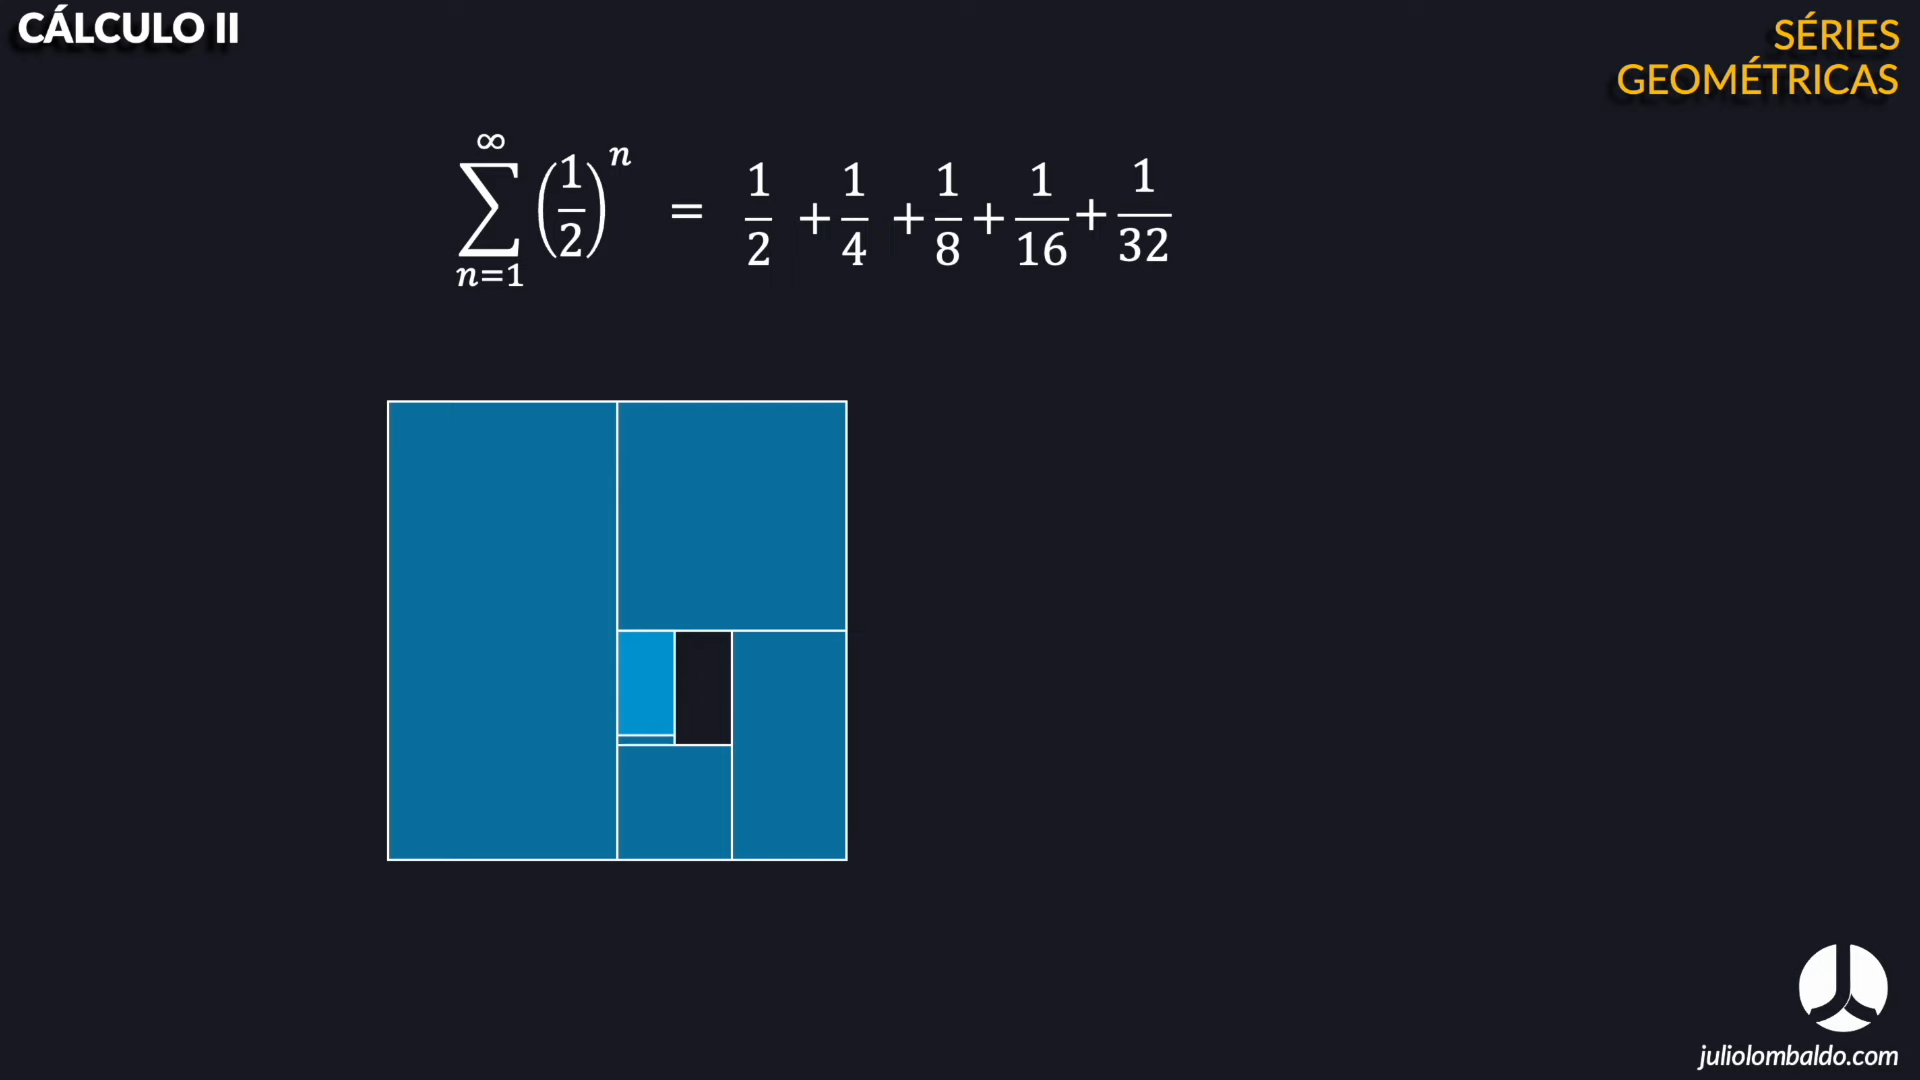 CÁLCULO II
SÉRIES
GEOMÉTRICAS
∑_{n=1}^{∞} (1/2)^n = 1/2 + 1/4 + 1/8 + 1/16 + 1/32
juliolombaldo.com